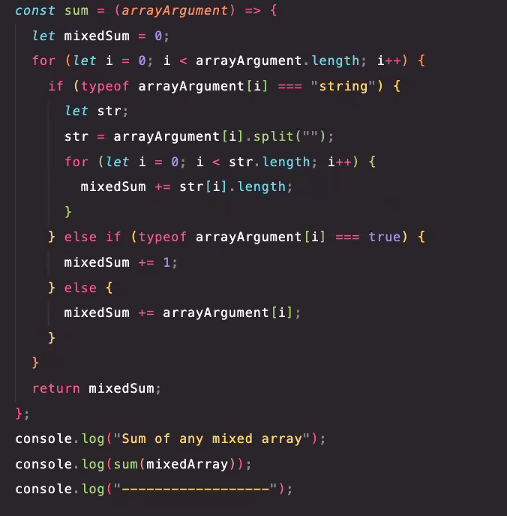 const sum = (arrayArgument) => {
let mixedSum = 0;
for (let i = 0; i < arrayArgument.length; i++) {
if (typeof arrayArgument[i] === "string") {
let str;
str = arrayArgument[i].split("");
for (let i = 0; i < str.length; i++) {
mixedSum += str[i].length;
}
} else if (typeof arrayArgument[i] === true) {
mixedSum += 1;
} else {
mixedSum += arrayArgument[i];
}
}
return mixedSum;
};
console.log("Sum of any mixed array");
console.log(sum(mixedArray));
console.log("------------------");